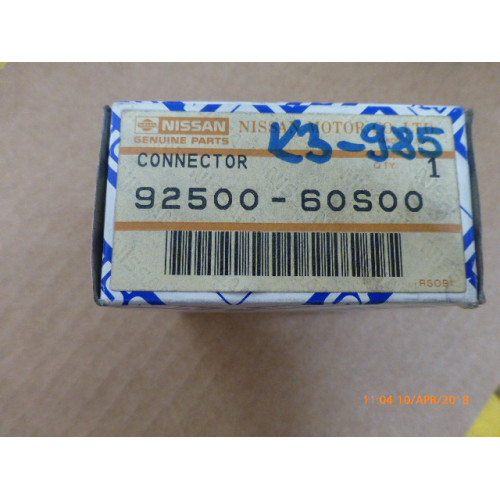 NISSAN NISSAN MOTOR CO., LTD.
GENUINE PARTS
K3-985
CONNECTOR QTY 1
92500-60S00
R50B1
11:04 10/APR/2018